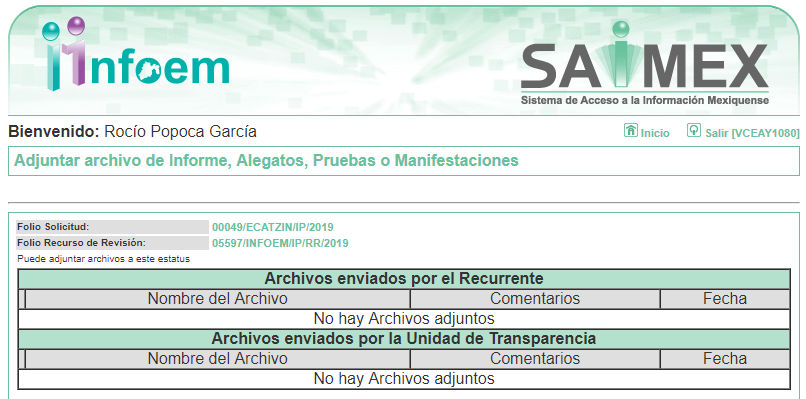 infoem
SAIMEX
Sistema de Acceso a la Información Mexiquense
Bienvenido: Rocío Popoca García
Inicio Salir [VCEAY1080]
Adjuntar archivo de Informe, Alegatos, Pruebas o Manifestaciones
Folio Solicitud: 00049/ECATZIN/IP/2019
Folio Recurso de Revisión: 05597/INFOEM/IP/RR/2019
Puede adjuntar archivos a este estatus
Archivos enviados por el Recurrente
Nombre del Archivo Comentarios Fecha
No hay Archivos adjuntos
Archivos enviados por la Unidad de Transparencia
Nombre del Archivo Comentarios Fecha
No hay Archivos adjuntos